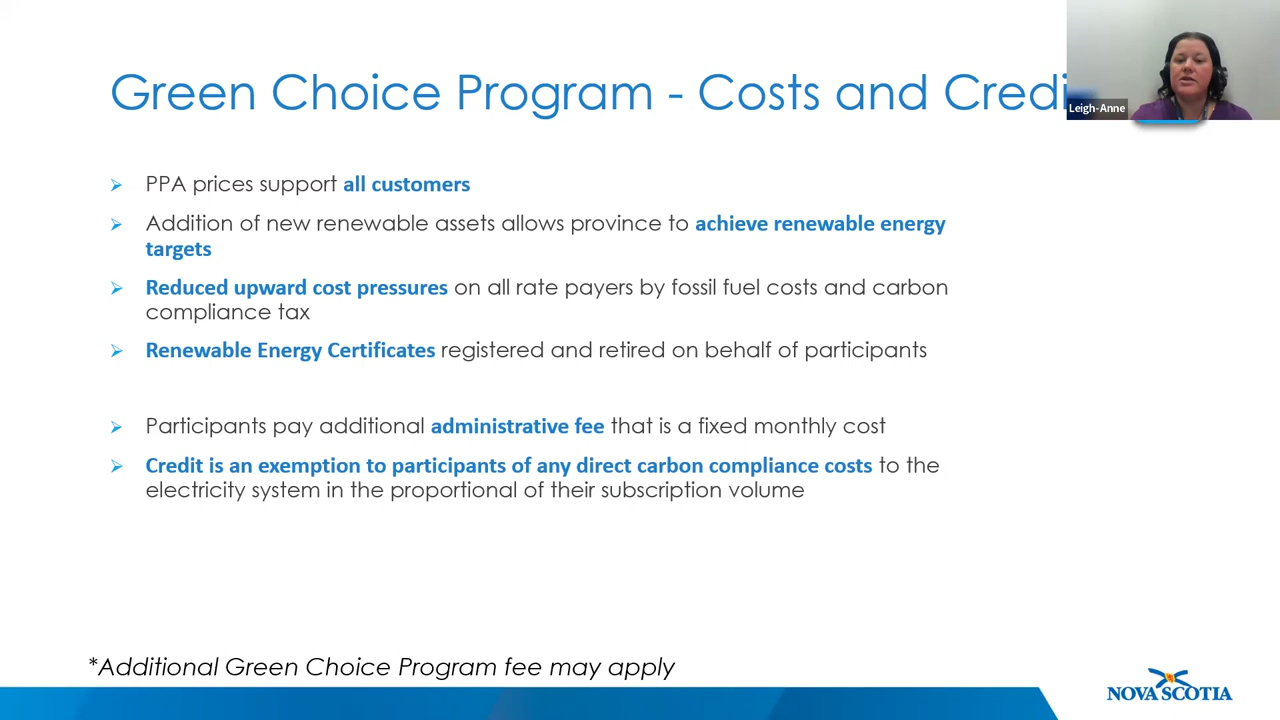 Green Choice Program - Costs and Credi
Leigh-Anne
PPA prices support all customers
Addition of new renewable assets allows province to achieve renewable energy
targets
Reduced upward cost pressures on all rate payers by fossil fuel costs and carbon
compliance tax
Renewable Energy Certificates registered and retired on behalf of participants
Participants pay additional administrative fee that is a fixed monthly cost
Credit is an exemption to participants of any direct carbon compliance costs to the
electricity system in the proportional of their subscription volume
*Additional Green Choice Program fee may apply
NOVA SCOTIA